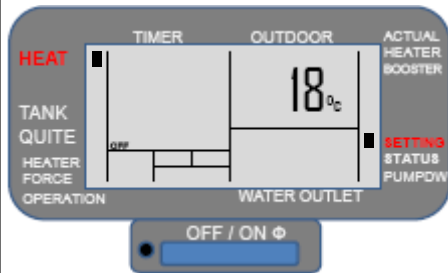 TIMER OUTDOOR
HEAT
TANK
QUITE
HEATER
FORCE
OPERATION
OFF
18°C
ACTUAL
HEATER
BOOSTER
SETTING
STATUS
PUMPDW
WATER OUTLET
OFF / ON Φ